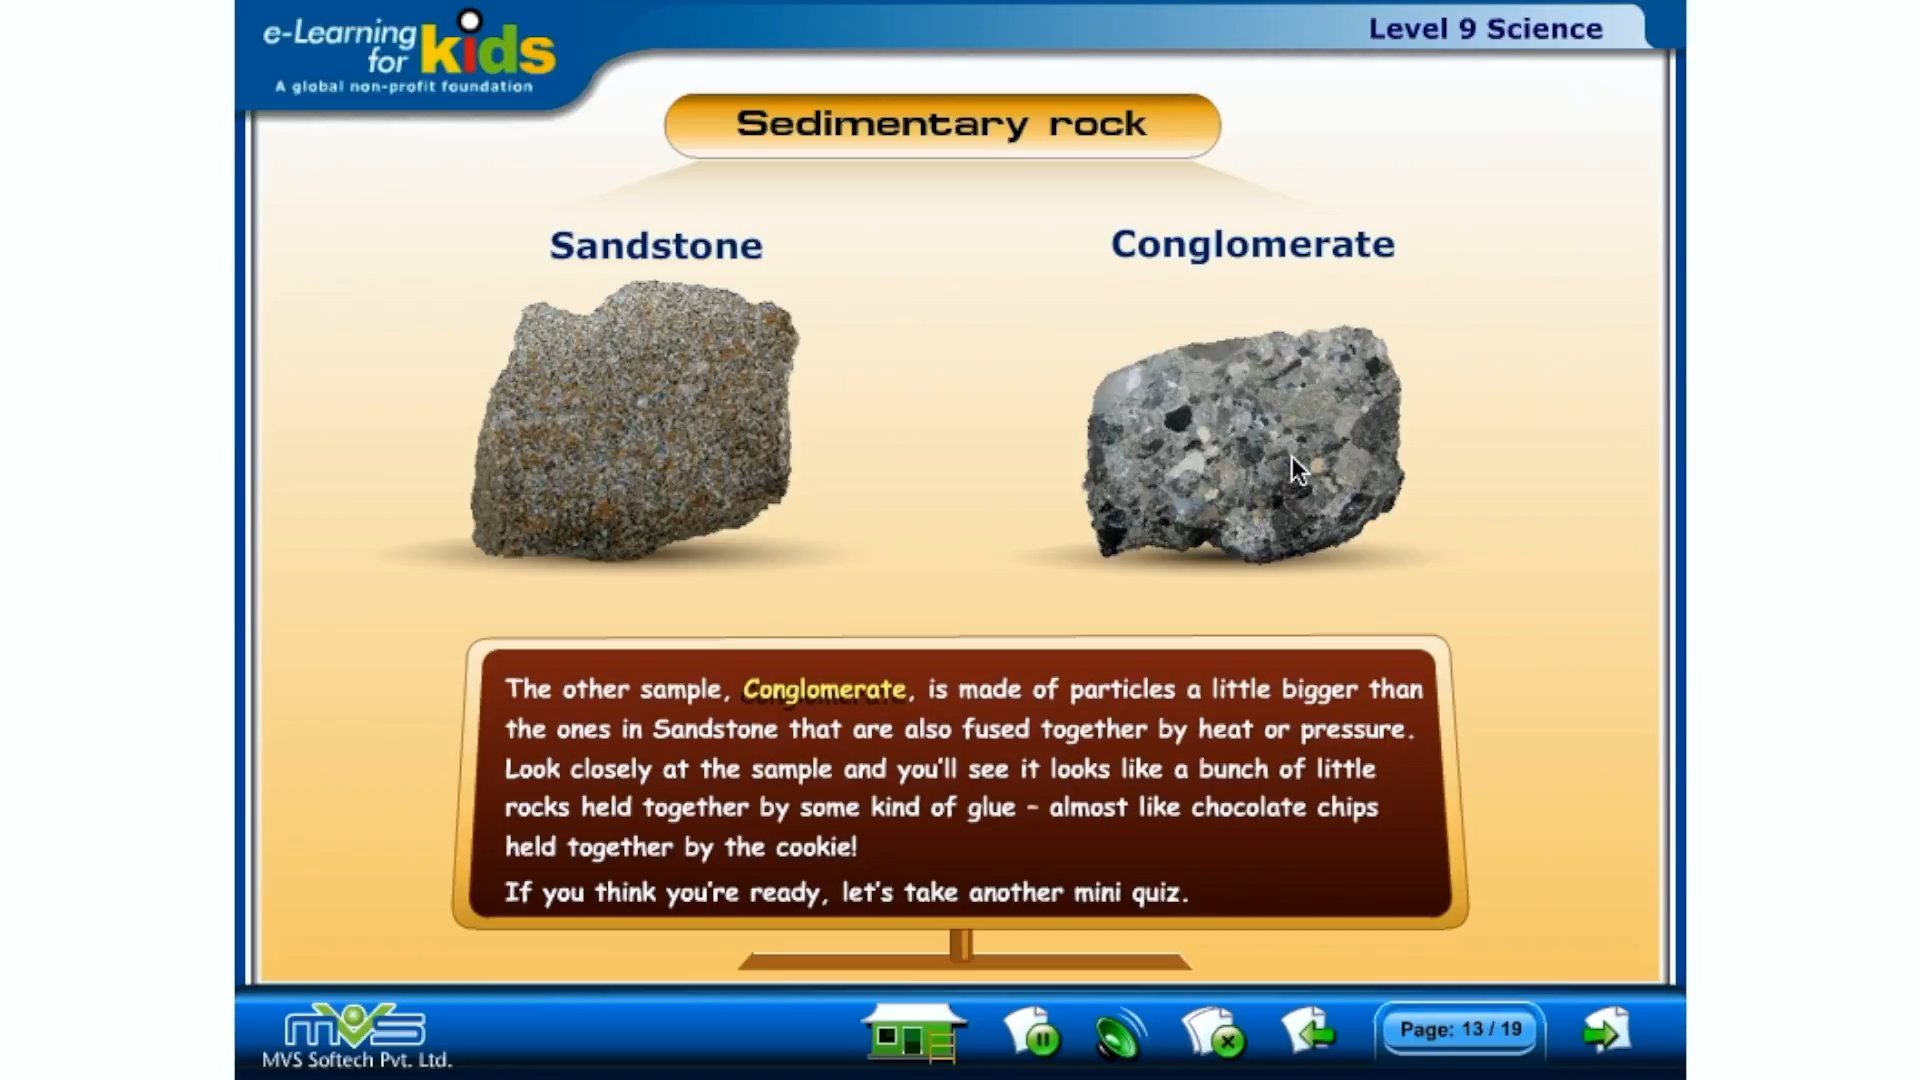 e-Learning
for kids
A global non-profit foundation
Level 9 Science
Sedimentary rock
Sandstone
Conglomerate
The other sample, Conglomerate, is made of particles a little bigger than
the ones in Sandstone that are also fused together by heat or pressure.
Look closely at the sample and you'll see it looks like a bunch of little
rocks held together by some kind of glue – almost like chocolate chips
held together by the cookie!
If you think you're ready, let's take another mini quiz.
MVS
MVS Softech Pvt. Ltd.
Page: 13 / 19